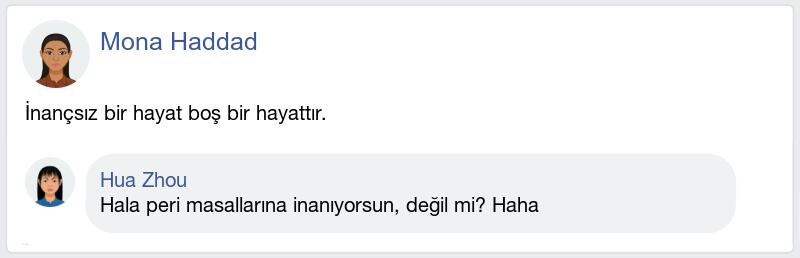 Mona Haddad
İnançsız bir hayat boş bir hayattır.
Hua Zhou
Hala peri masallarına inanıyorsun, değil mi? Haha